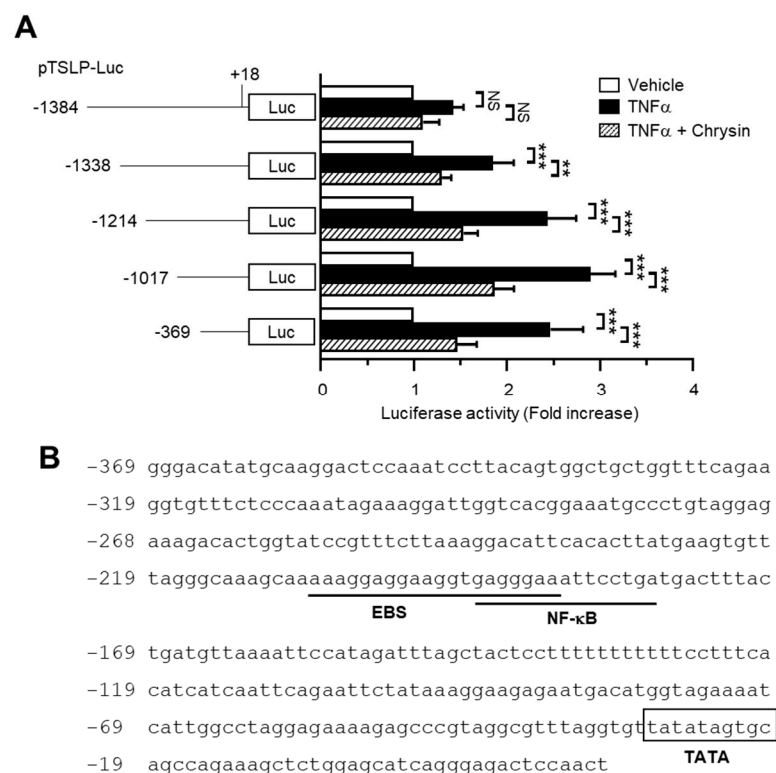 A
pTSLP-Luc
+18
-1384 Luc
-1338 Luc
-1214 Luc
-1017 Luc
-369 Luc
Vehicle
TNFα
TNFα + Chrysin
NS
NS
***
**
***
***
***
***
***
***
0 1 2 3 4
Luciferase activity (Fold increase)
B
-369 gggacatatgcaaggactccaaatccttacagtggctgctggtttcagaa
-319 ggtgtttctcccaaatagaaaggattggtcacggaaatgccctgtaggag
-268 aaagacactggtatccgtttcttaaaggacattcacacttatgaagtgtt
-219 tagggcaaagcaaaaaggaggaaggtgagggaaattcctgatgactttac
EBS
NF-κB
-169 tgatgttaaaattccatagatttagctactcctttttttttttcctttca
-119 catcatcaattcagaattctataaaggaagagaatgacatggtagaaaat
-69 cattggcctaggagaaaagagcccgtaggcgtttaggtgttatatagtgc
TATA
-19 agccagaaagctctggagcatcagggagactccaact